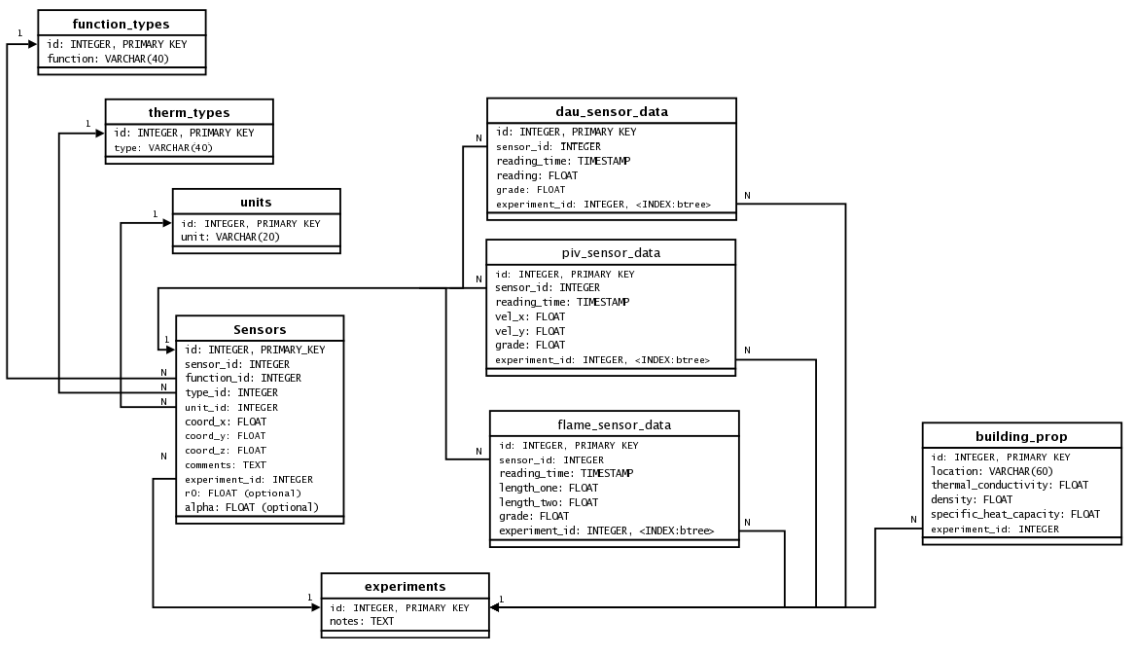 function_types
id: INTEGER, PRIMARY KEY
function: VARCHAR(40)
1
therm_types
id: INTEGER, PRIMARY KEY
type: VARCHAR(40)
1
units
id: INTEGER, PRIMARY KEY
unit: VARCHAR(20)
1
Sensors
id: INTEGER, PRIMARY_KEY
sensor_id: INTEGER
function_id: INTEGER
type_id: INTEGER
unit_id: INTEGER
coord_x: FLOAT
coord_y: FLOAT
coord_z: FLOAT
comments: TEXT
experiment_id: INTEGER
r0: FLOAT (optional)
alpha: FLOAT (optional)
1
N
N
N
N
dau_sensor_data
id: INTEGER, PRIMARY KEY
sensor_id: INTEGER
reading_time: TIMESTAMP
reading: FLOAT
grade: FLOAT
experiment_id: INTEGER, <INDEX:btree>
N
N
piv_sensor_data
id: INTEGER, PRIMARY KEY
sensor_id: INTEGER
reading_time: TIMESTAMP
vel_x: FLOAT
vel_y: FLOAT
grade: FLOAT
experiment_id: INTEGER, <INDEX:btree>
N
N
flame_sensor_data
id: INTEGER, PRIMARY KEY
sensor_id: INTEGER
reading_time: TIMESTAMP
length_one: FLOAT
length_two: FLOAT
grade: FLOAT
experiment_id: INTEGER, <INDEX:btree>
N
N
building_prop
id: INTEGER, PRIMARY KEY
location: VARCHAR(60)
thermal_conductivity: FLOAT
density: FLOAT
specific_heat_capacity: FLOAT
experiment_id: INTEGER
N
experiments
id: INTEGER, PRIMARY KEY
notes: TEXT
1
1